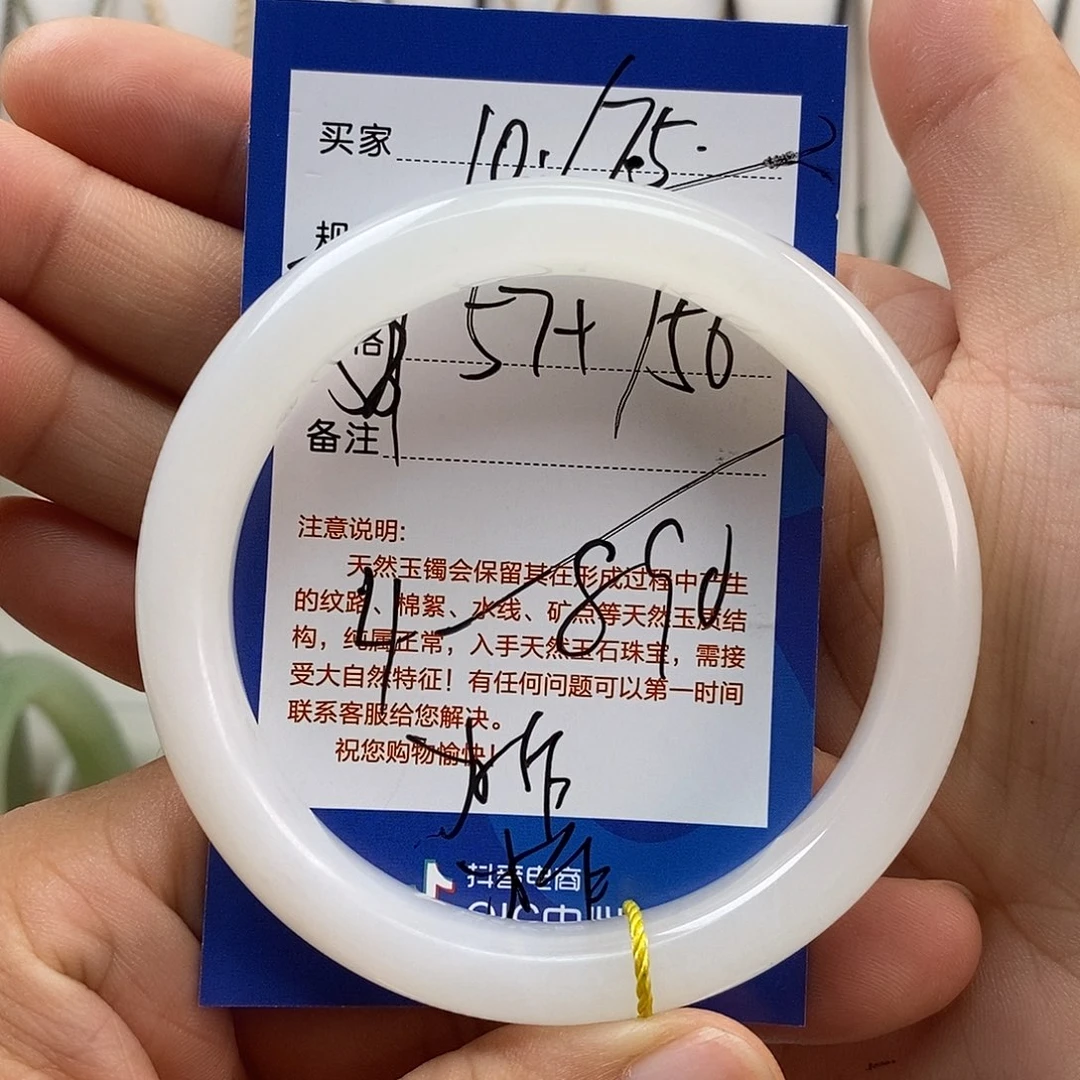 买家 10./75.
规
格 57+/56
备注
注意说明:
天然玉镯会保留其在形成过程中产生
的纹路、棉絮、水线、矿点等天然玉质结
构，纯属正常，入手天然玉石珠宝，需接
受大自然特征！有任何问题可以第一时间
联系客服给您解决。
祝您购物愉快!
抖音电商